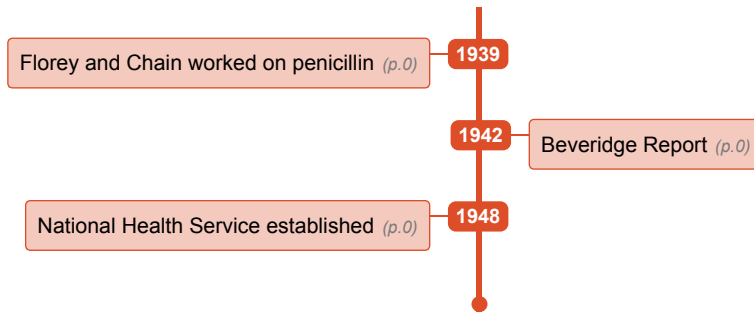 Florey and Chain worked on penicillin (p.0) 1939
1942 Beveridge Report (p.0)
National Health Service established (p.0) 1948